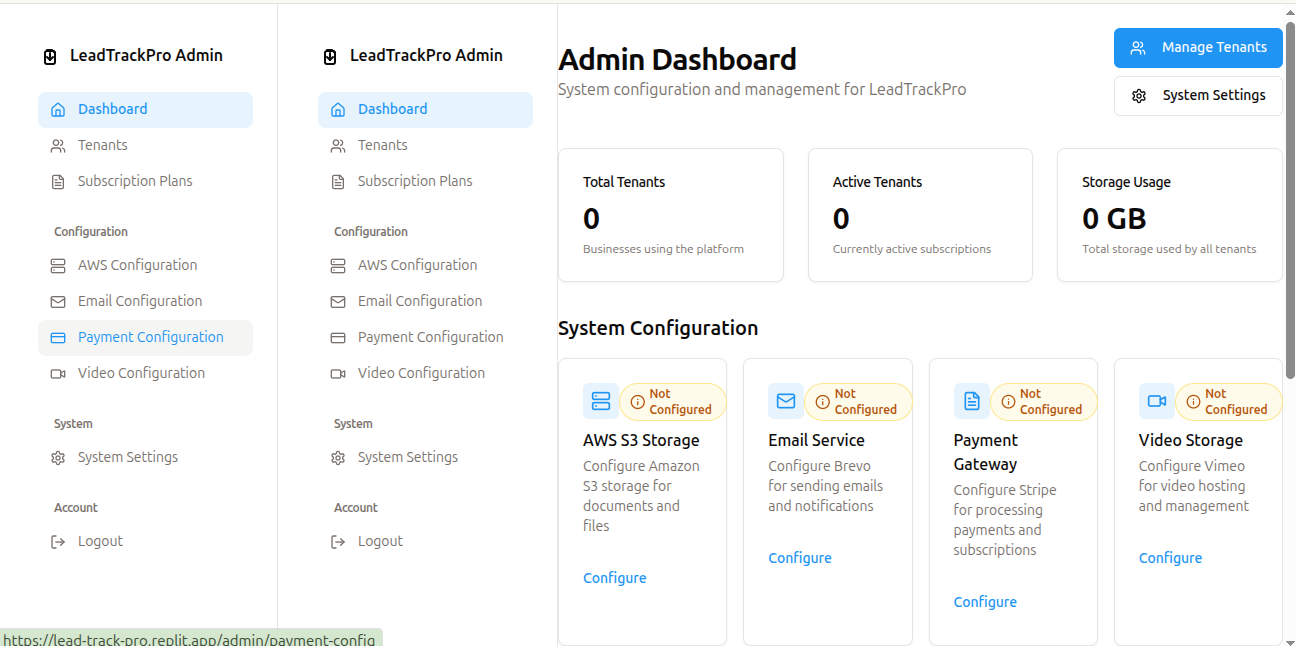 LeadTrackPro Admin
Dashboard
Tenants
Subscription Plans
Configuration
AWS Configuration
Email Configuration
Payment Configuration
Video Configuration
System
System Settings
Account
Logout
LeadTrackPro Admin
Dashboard
Tenants
Subscription Plans
Configuration
AWS Configuration
Email Configuration
Payment Configuration
Video Configuration
System
System Settings
Account
Logout
Admin Dashboard
System configuration and management for LeadTrackPro
Manage Tenants
System Settings
Total Tenants
0
Businesses using the platform
Active Tenants
0
Currently active subscriptions
Storage Usage
0 GB
Total storage used by all tenants
System Configuration
Not
Configured
AWS S3 Storage
Configure Amazon
S3 storage for
documents and
files
Configure
Not
Configured
Email Service
Configure Brevo
for sending emails
and notifications
Configure
Not
Configured
Payment
Gateway
Configure Stripe
for processing
payments and
subscriptions
Configure
Not
Configured
Video Storage
Configure Vimeo
for video hosting
and management
Configure
https://lead-track-pro.replit.app/admin/payment-config